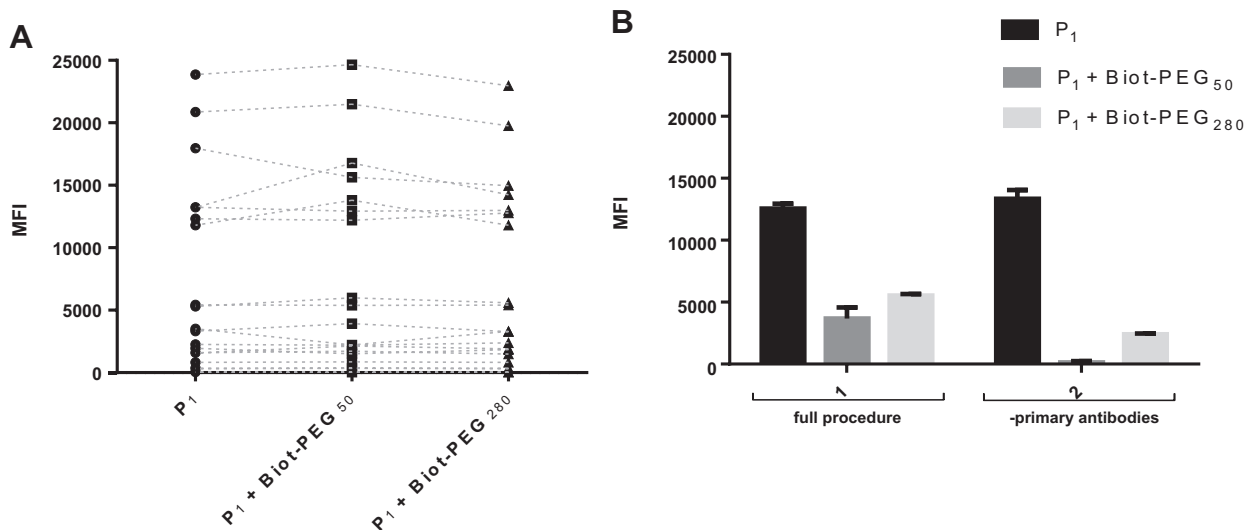 A
MFI
25000
20000
15000
10000
5000
0
P1
P1 + Biot-PEG 50
P1 + Biot-PEG 280
B
P1
P1 + Biot-PEG50
P1 + Biot-PEG280
MFI
25000
20000
15000
10000
5000
0
1
2
full procedure
-primary antibodies